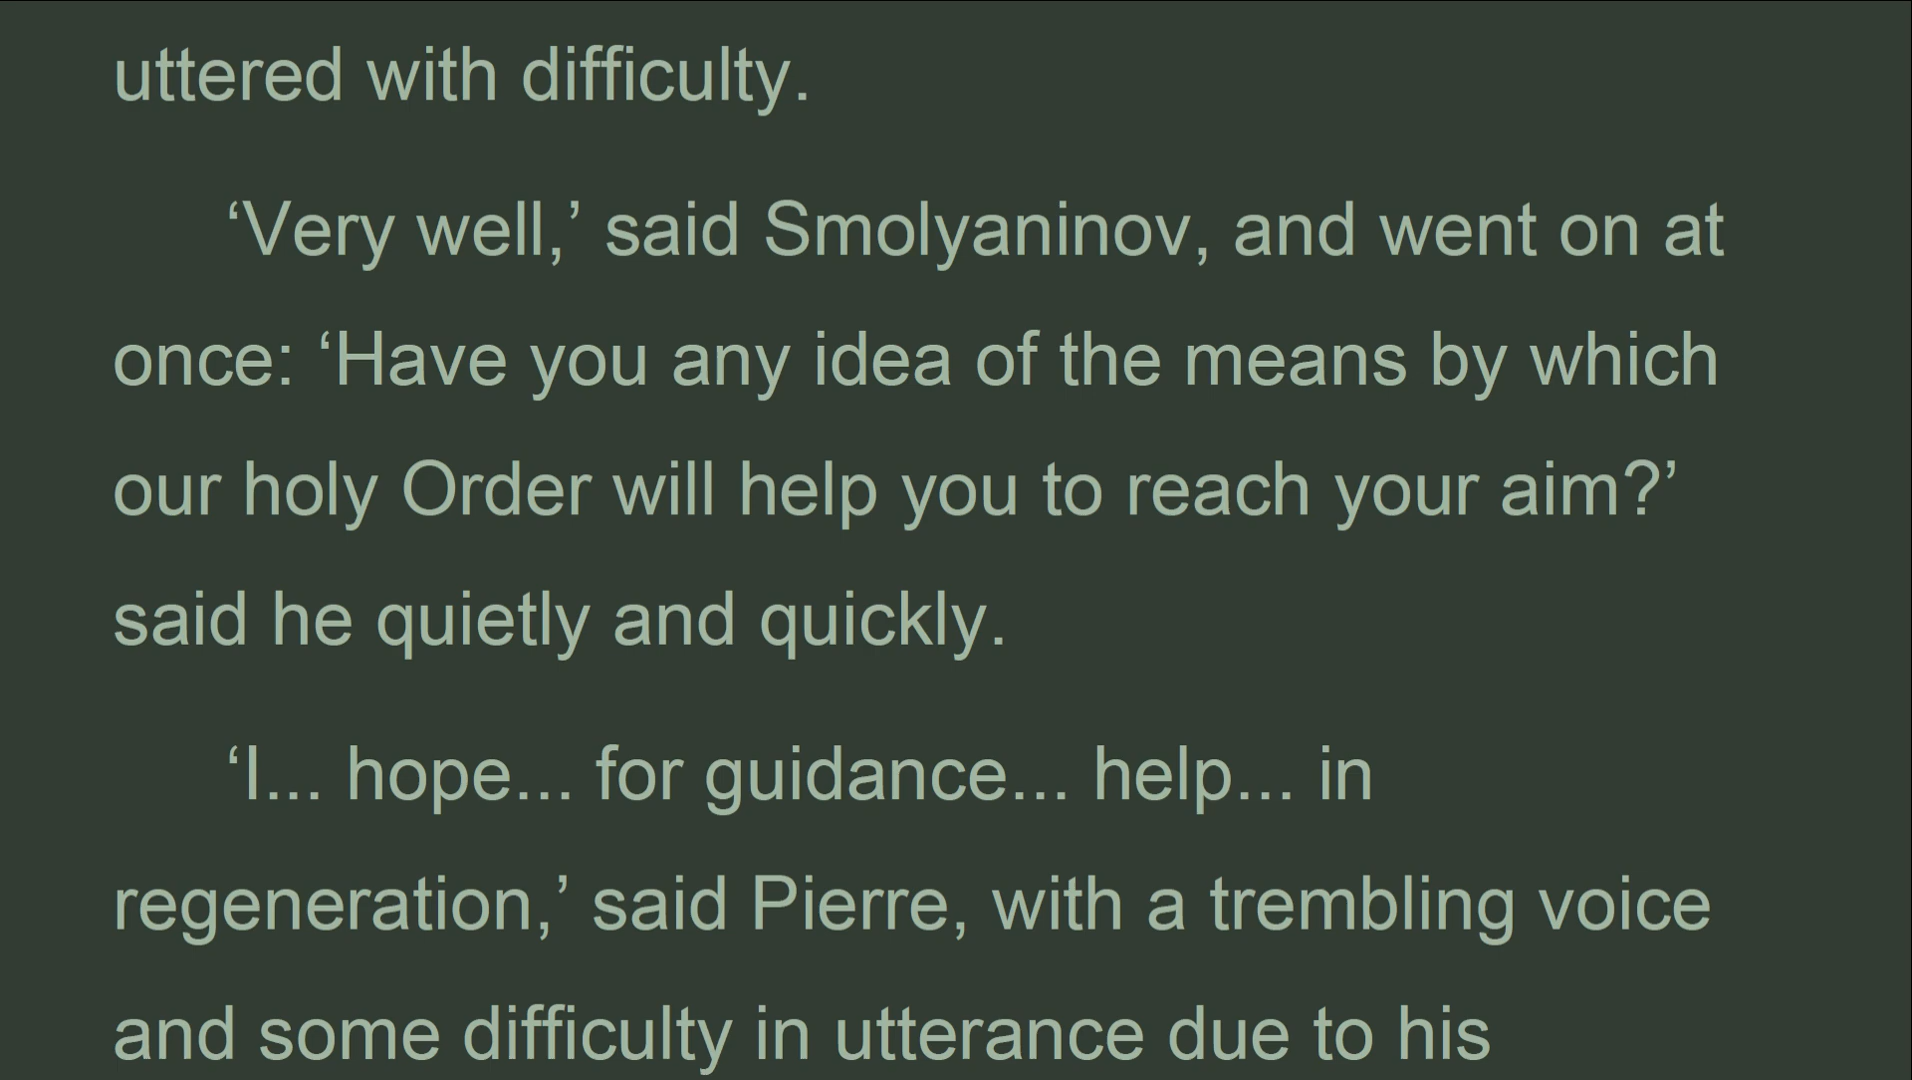 uttered with difficulty.
‘Very well,’ said Smolyaninov, and went on at
once: ‘Have you any idea of the means by which
our holy Order will help you to reach your aim?’
said he quietly and quickly.
‘I... hope... for guidance... help... in
regeneration,’ said Pierre, with a trembling voice
and some difficulty in utterance due to his